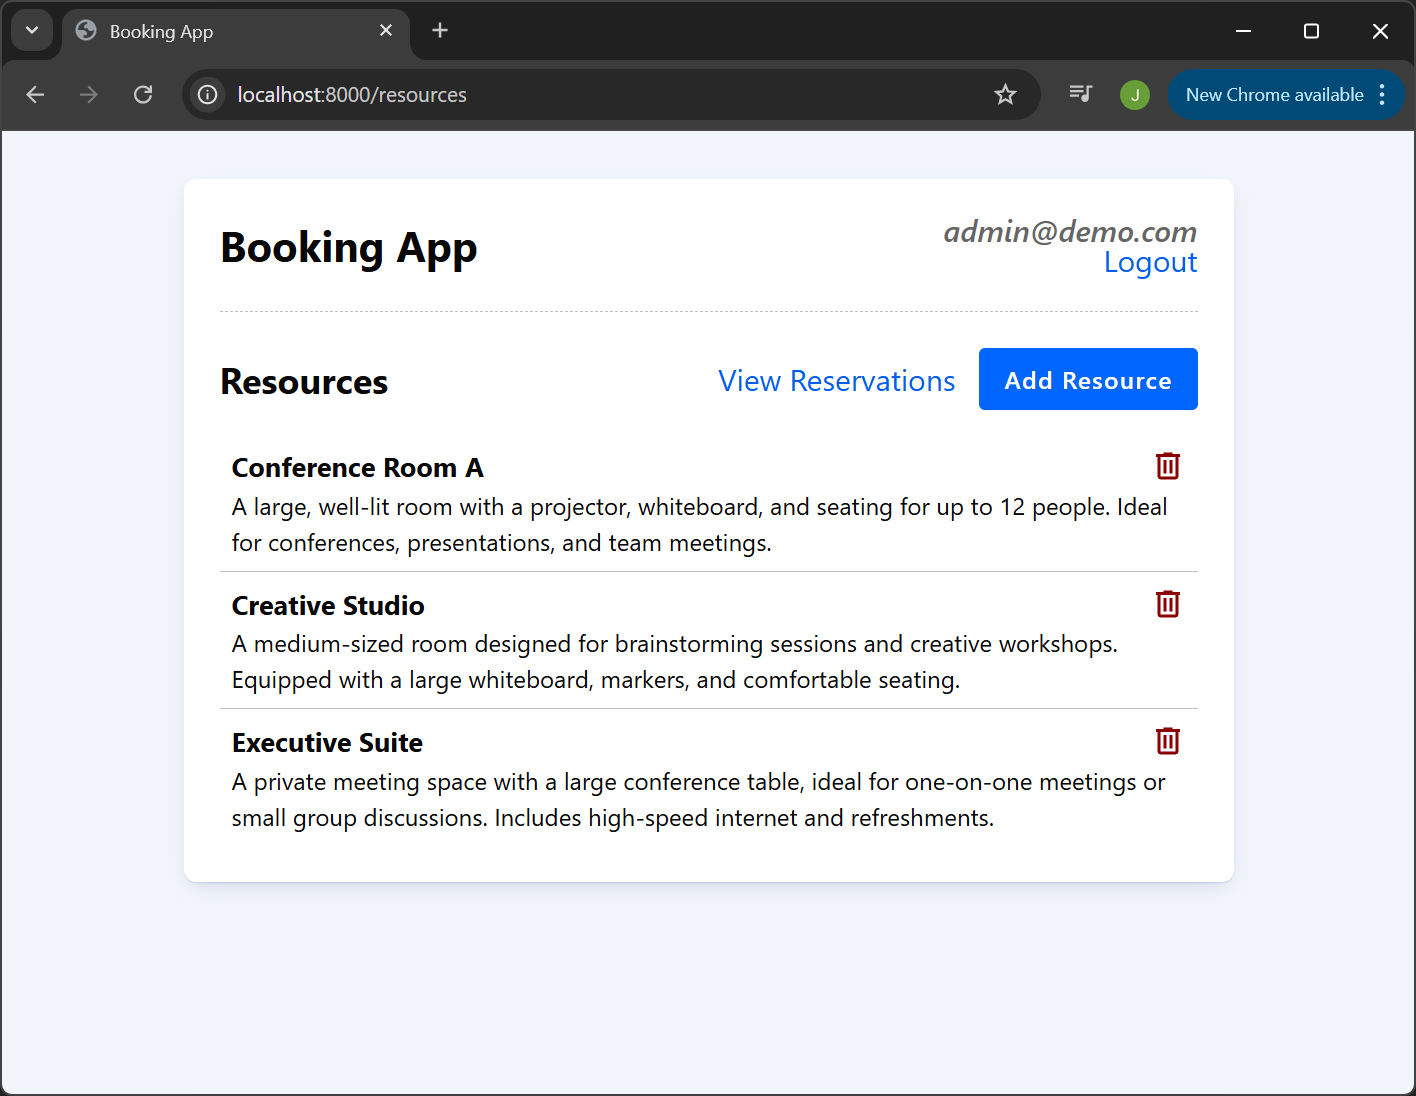 Booking App
localhost:8000/resources
J
New Chrome available
Booking App
admin@demo.com
Logout
Resources
View Reservations
Add Resource
Conference Room A
A large, well-lit room with a projector, whiteboard, and seating for up to 12 people. Ideal
for conferences, presentations, and team meetings.
Creative Studio
A medium-sized room designed for brainstorming sessions and creative workshops.
Equipped with a large whiteboard, markers, and comfortable seating.
Executive Suite
A private meeting space with a large conference table, ideal for one-on-one meetings or
small group discussions. Includes high-speed internet and refreshments.